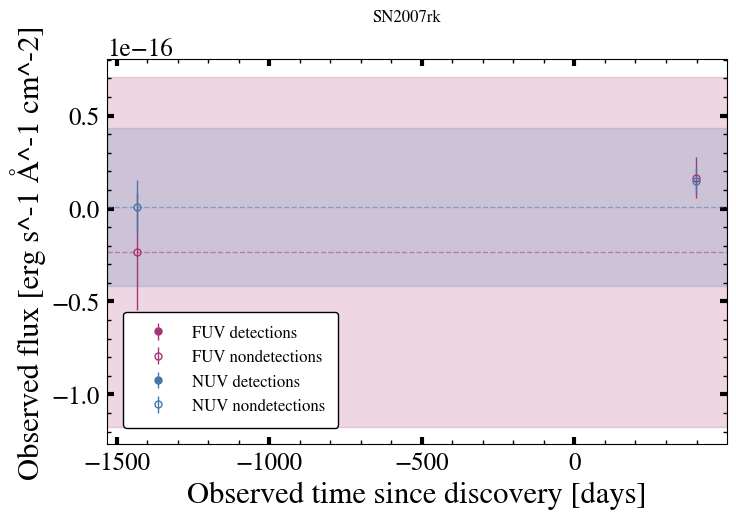 SN2007rk
1e−16
Observed flux [erg s^-1 Å^-1 cm^-2]
0.5
0.0
−0.5
−1.0
FUV detections
FUV nondetections
NUV detections
NUV nondetections
−1500 −1000 −500 0
Observed time since discovery [days]